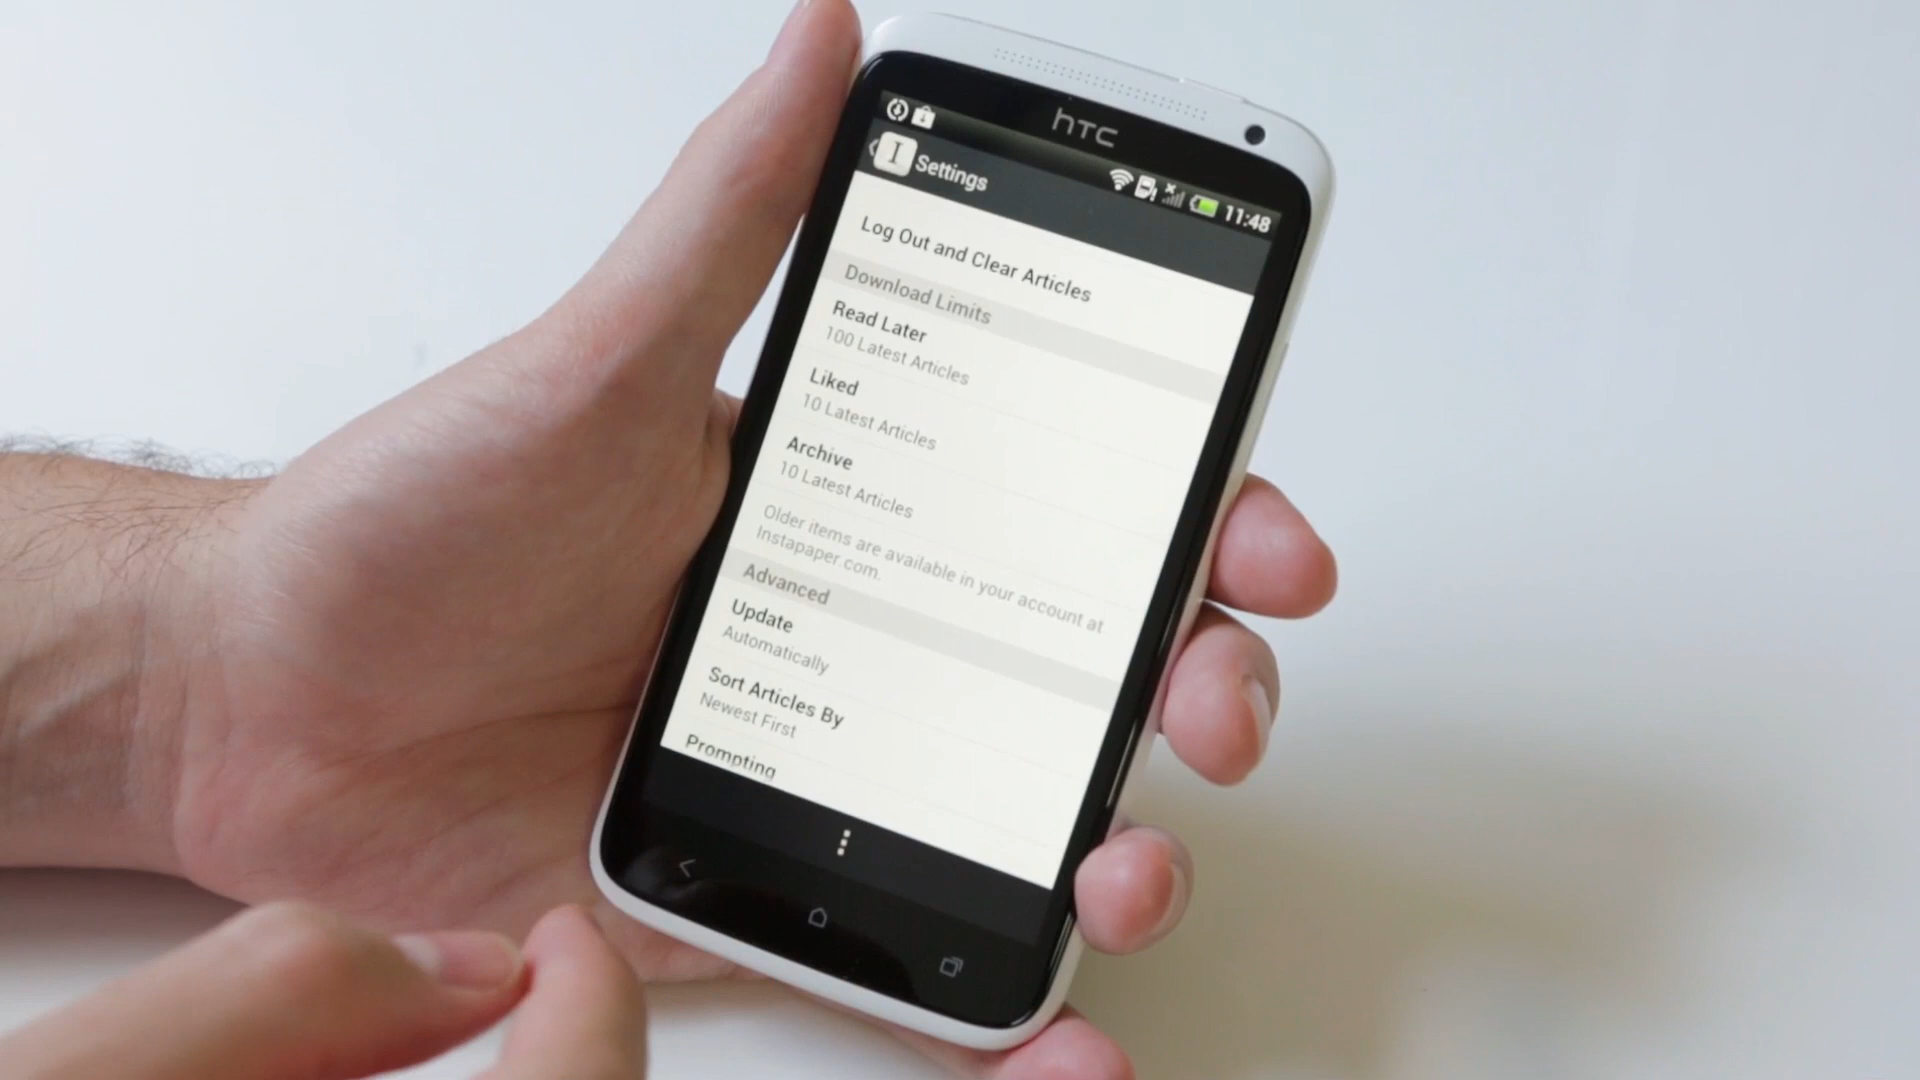 hTC
11:48
I Settings
Log Out and Clear Articles
Download Limits
Read Later
100 Latest Articles
Liked
10 Latest Articles
Archive
10 Latest Articles
Older items are available in your account at
Instapaper.com.
Advanced
Update
Automatically
Sort Articles By
Newest First
Prompting